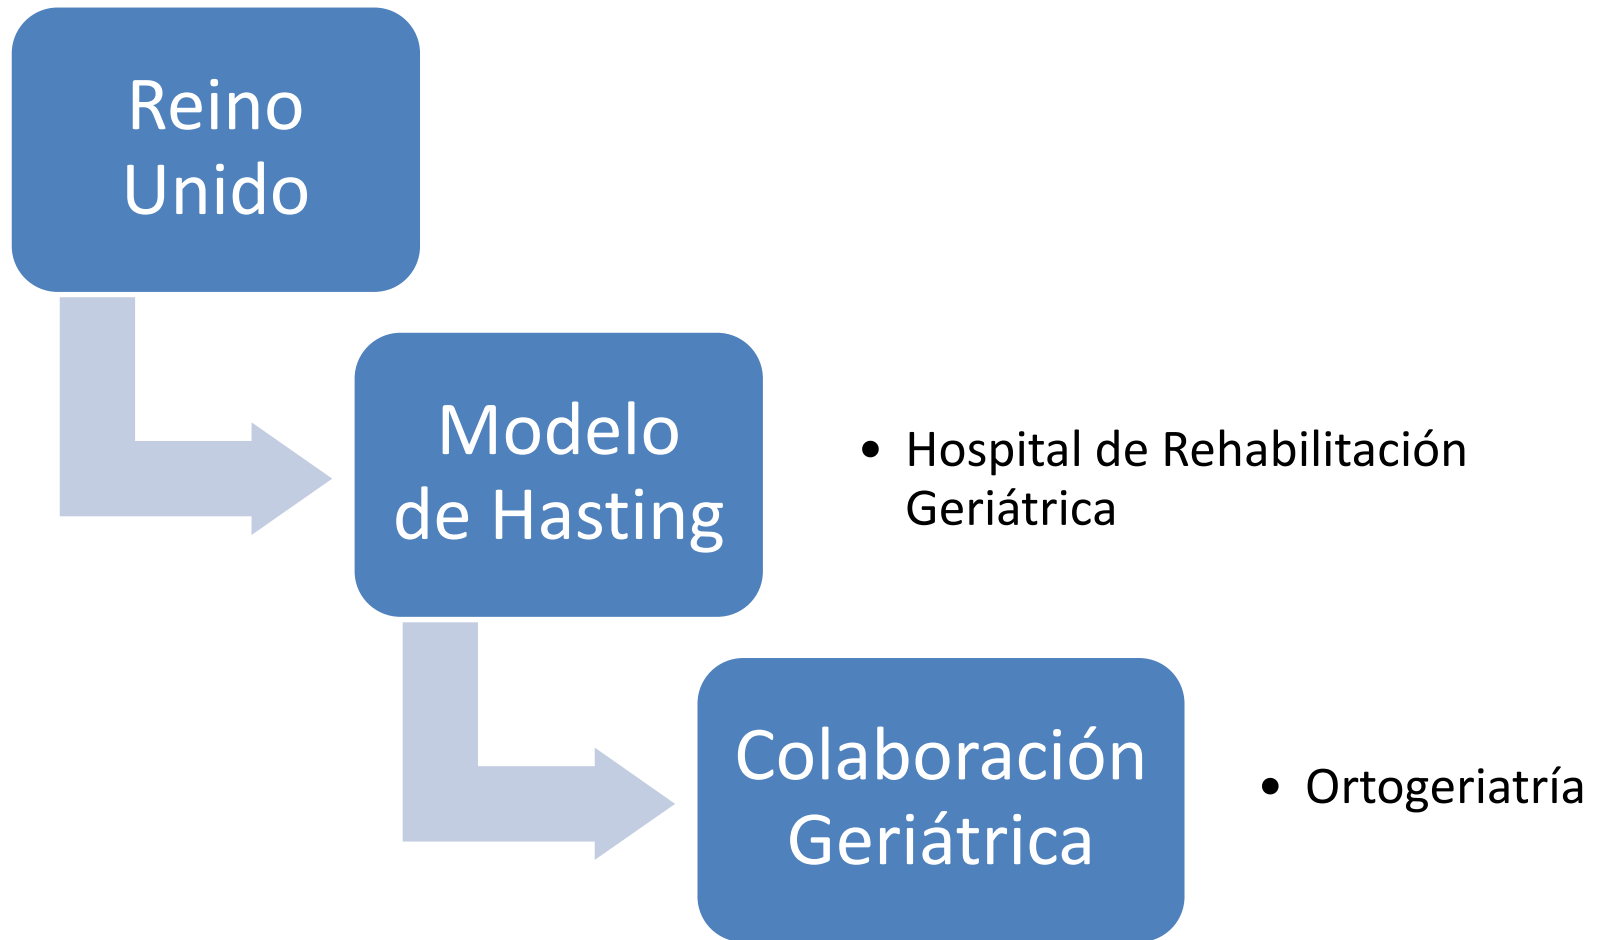 Reino
Unido
Modelo
de Hasting
• Hospital de Rehabilitación
Geriátrica
Colaboración
Geriátrica
• Ortogeriatría